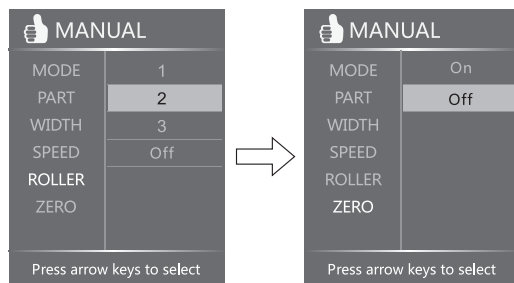 MANUAL
MODE
PART
WIDTH
SPEED
ROLLER
ZERO
1
2
3
Off
Press arrow keys to select
MANUAL
MODE
PART
WIDTH
SPEED
ROLLER
ZERO
On
Off
Press arrow keys to select